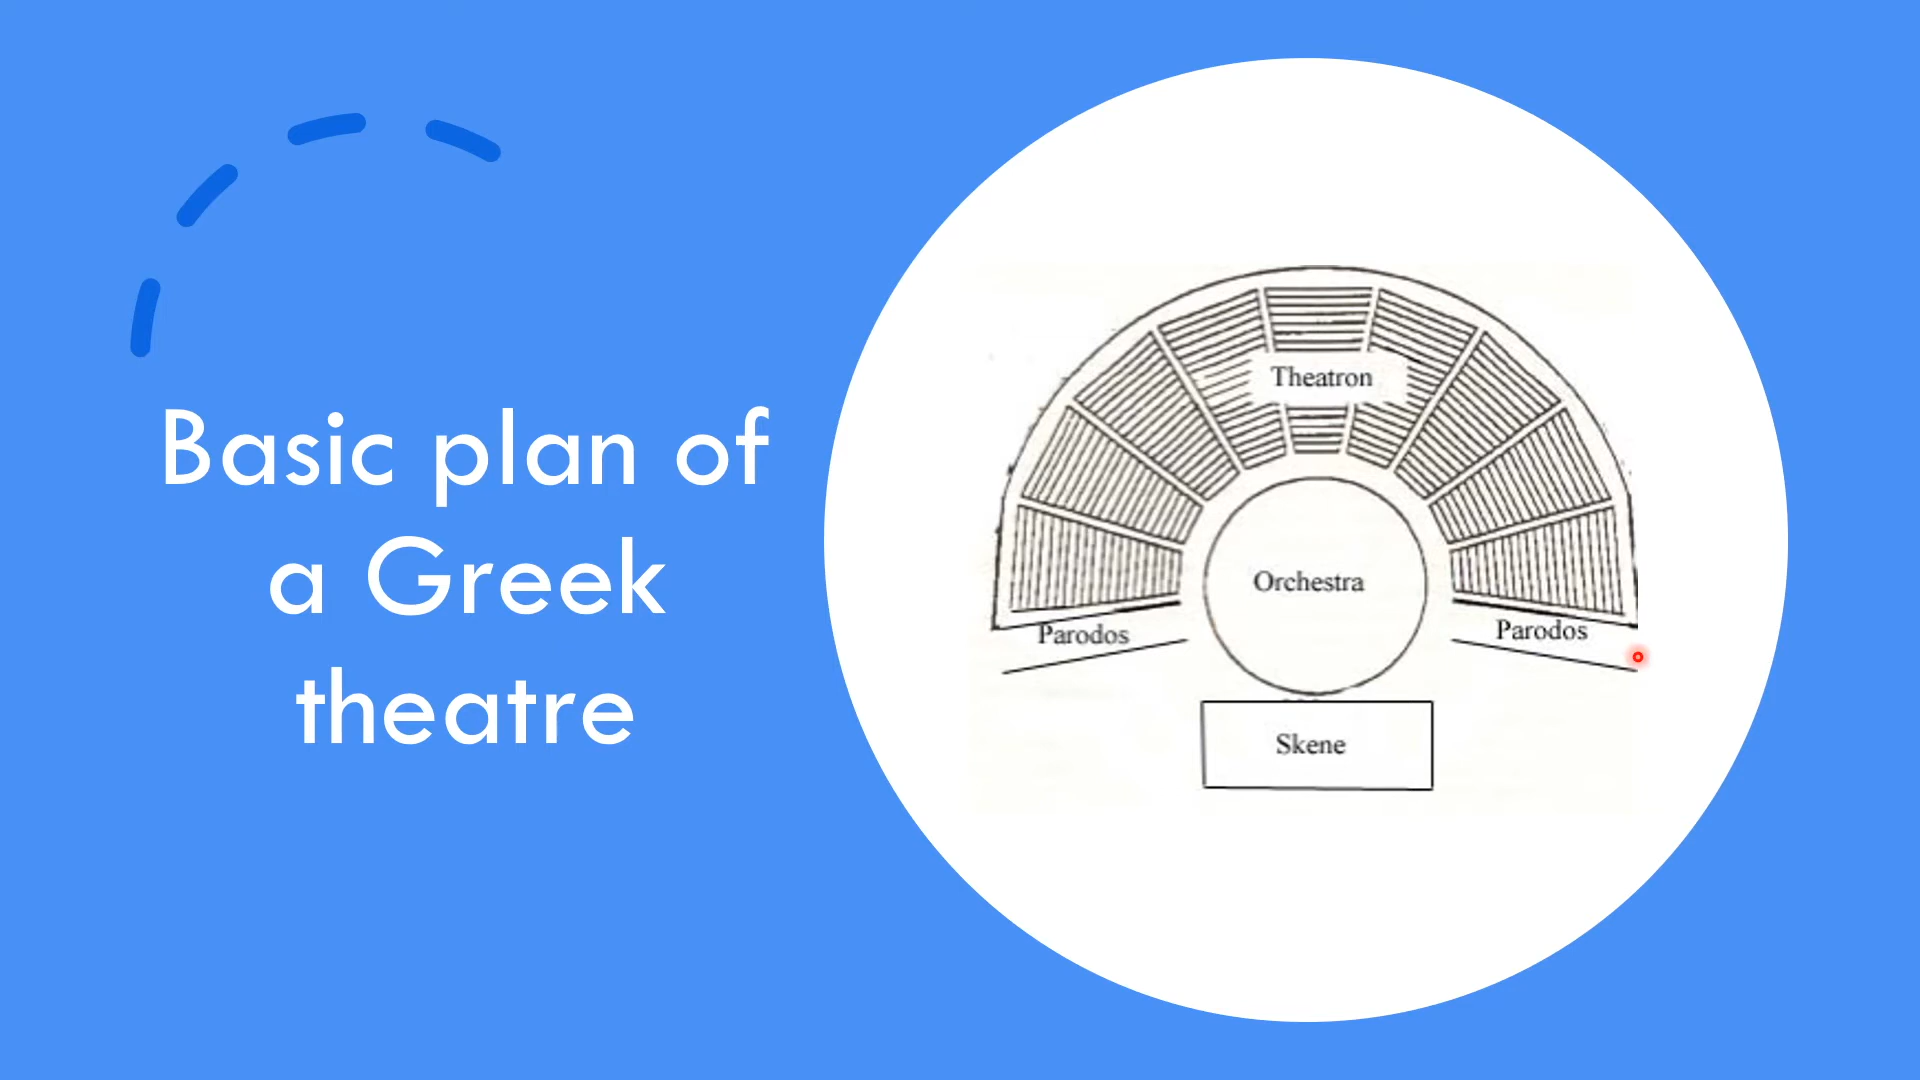 Basic plan of
a Greek
theatre
Theatron
Orchestra
Parodos
Parodos
Skene